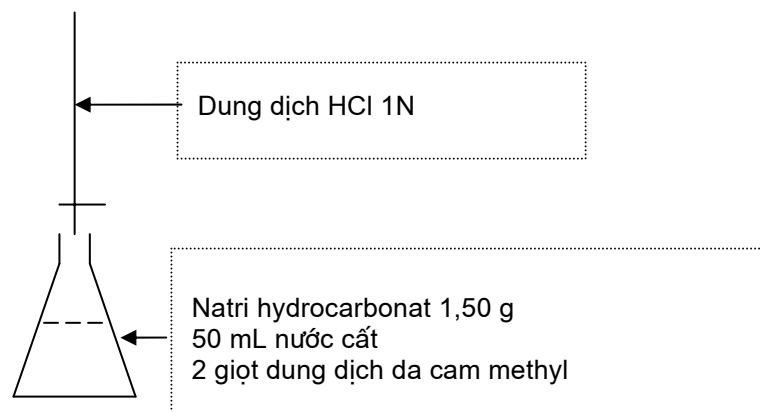 Dung dịch HCl 1N
Natri hydrocarbonat 1,50 g
50 mL nước cất
2 giọt dung dịch da cam methyl